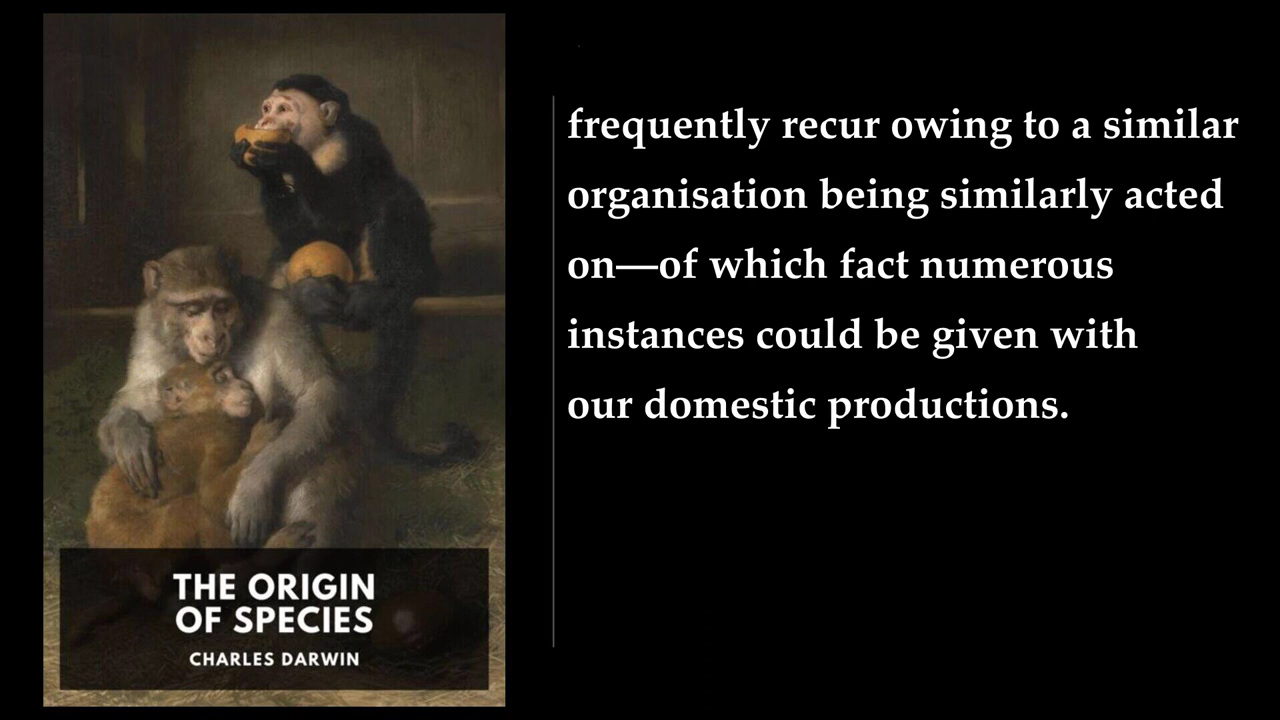 frequently recur owing to a similar
organisation being similarly acted
on—of which fact numerous
instances could be given with
our domestic productions.
THE ORIGIN
OF SPECIES
CHARLES DARWIN